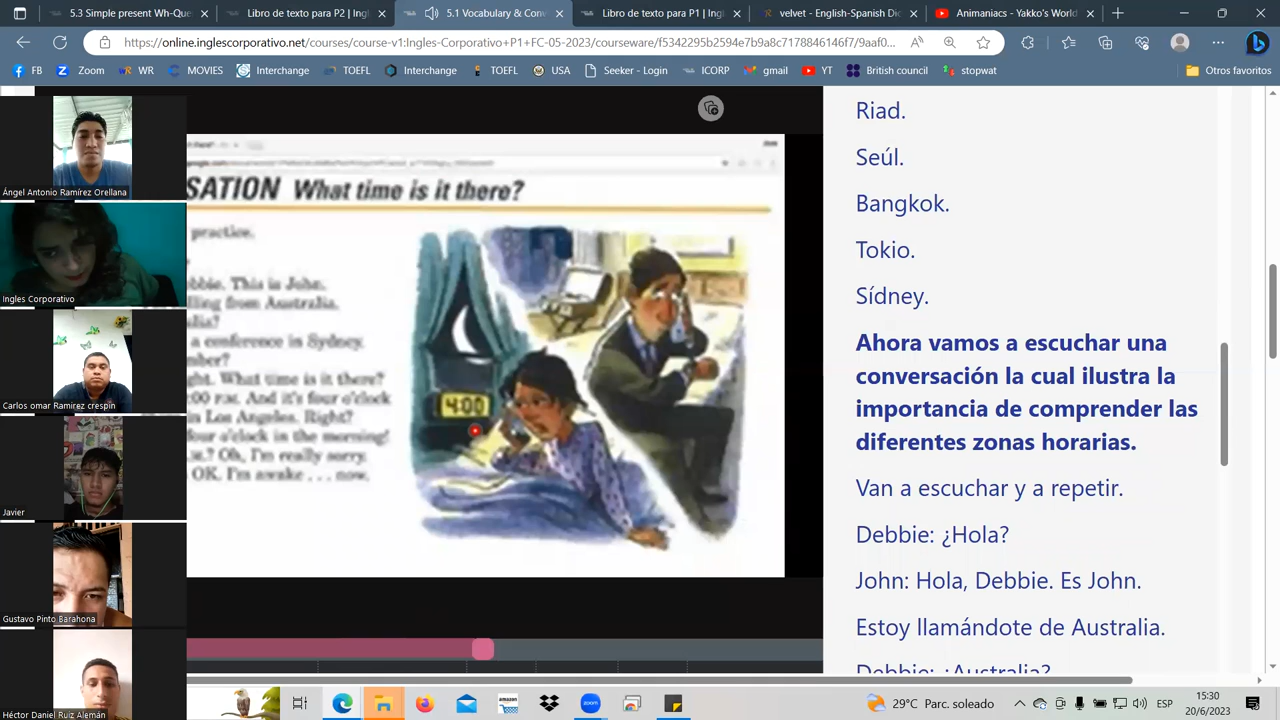 5.3 Simple Present Wh-Que
Libro de texto para P2 | Ingl
5.1 Vocabulary & Con
Libro de texto para P1 | Ingl
velvet - English-Spanish Dic
Animaniacs - Yakko's World
https://online.inglescorporativo.net/courses/course-v1:Ingles-Corporativo+P1+FC-05-2023/courseware/f5342295b2594e7b9a8c7178846146f7/9aaf0...
FB Zoom WR MOVIES Interchange TOEFL Interchange TOEFL USA Seeker - Login ICORP gmail YT British council stopwat Otros favoritos
Ángel Antonio Ramírez Orellana
Ingles Corporativo
Carlos omar Ramirez crespin
Javier
Gustavo Pinto Barahona
Héctor Daniel Ruiz Alemán
SATION What time is it there?
practice.
bbie. This is John.
lling from Australia.
alia?
a conference in Sydney.
mber?
ght. What time is it there?
:00 P.M. And it's four o'clock
in Los Angeles. Right?
four o'clock in the morning!
A.M.? Oh, I'm really sorry.
OK. I'm awake . . . now.
4:00
Riad.
Seúl.
Bangkok.
Tokio.
Sídney.
Ahora vamos a escuchar una
conversación la cual ilustra la
importancia de comprender las
diferentes zonas horarias.
Van a escuchar y a repetir.
Debbie: ¿Hola?
John: Hola, Debbie. Es John.
Estoy llamándote de Australia.
Debbie: ¿Australia?
29°C Parc. soleado
ESP
15:30
20/6/2023